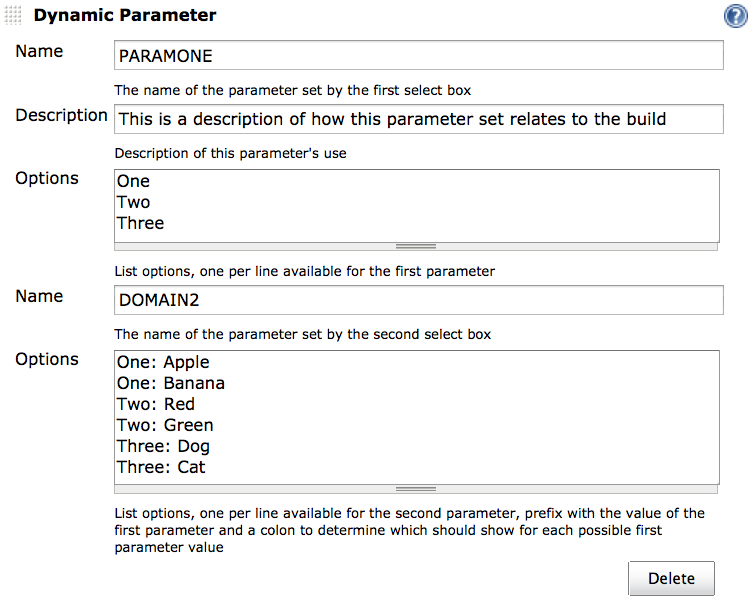 Dynamic Parameter
Name
PARAMONE
The name of the parameter set by the first select box
Description
This is a description of how this parameter set relates to the build
Description of this parameter's use
Options
One
Two
Three
List options, one per line available for the first parameter
Name
DOMAIN2
The name of the parameter set by the second select box
Options
One: Apple
One: Banana
Two: Red
Two: Green
Three: Dog
Three: Cat
List options, one per line available for the second parameter, prefix with the value of the
first parameter and a colon to determine which should show for each possible first
parameter value
Delete